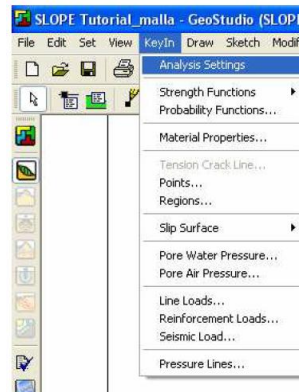 SLOPE Tutorial_malla - GeoStudio (SLOP
File Edit Set View KeyIn Draw Sketch Modif
Analysis Settings
Strength Functions
Probability Functions...
Material Properties...
Tension Crack Line...
Points...
Regions...
Slip Surface
Pore Water Pressure...
Pore Air Pressure...
Line Loads...
Reinforcement Loads...
Seismic Load...
Pressure Lines...